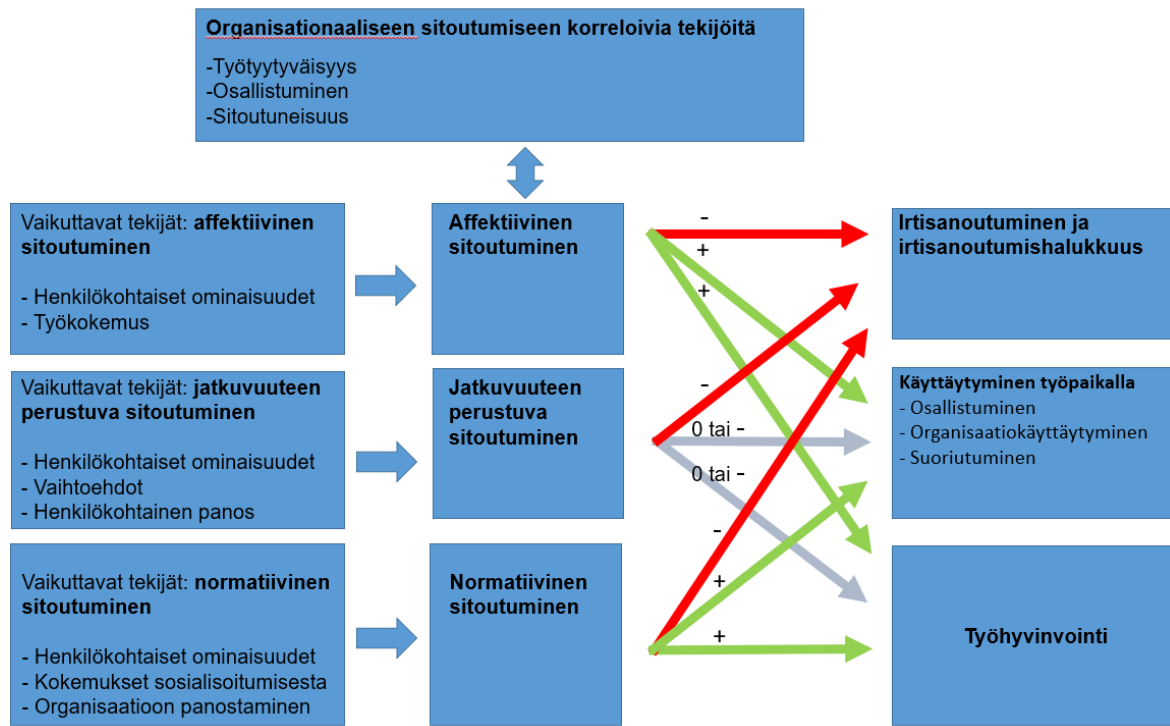 Organisationaaliseen sitoutumiseen korreloivia tekijöitä
-Työtyytyväisyys
-Osallistuminen
-Sitoutuneisuus
Vaikuttavat tekijät: affektiivinen
sitoutuminen
- Henkilökohtaiset ominaisuudet
- Työkokemus
Affektiivinen
sitoutuminen
-
+
+
Irtisanoutuminen ja
irtisanoutumishalukkuus
Vaikuttavat tekijät: jatkuvuuteen
perustuva sitoutuminen
- Henkilökohtaiset ominaisuudet
- Vaihtoehdot
- Henkilökohtainen panos
Jatkuvuuteen
perustuva
sitoutuminen
-
0 tai -
0 tai -
Käyttäytyminen työpaikalla
- Osallistuminen
- Organisaatiokäyttäytyminen
- Suoriutuminen
Vaikuttavat tekijät: normatiivinen
sitoutuminen
- Henkilökohtaiset ominaisuudet
- Kokemukset sosialisoitumisesta
- Organisaatioon panostaminen
Normatiivinen
sitoutuminen
-
+
+
Työhyvinvointi